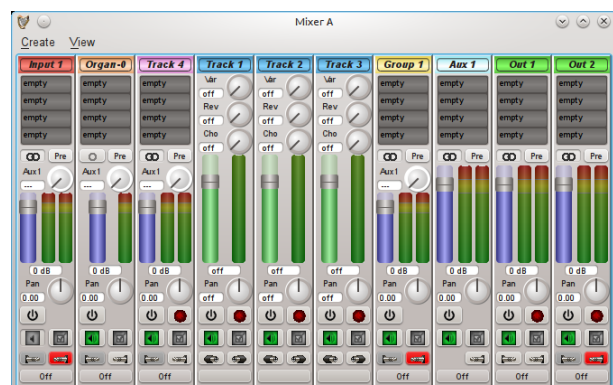 Mixer A
Create View
Input 1 Organ-0 Track 4 Track 1 Track 2 Track 3 Group 1 Aux 1 Out 1 Out 2
empty empty empty Var Var Var empty empty empty empty
off off off
empty empty empty Rev Rev Rev empty empty empty empty
off off off
empty empty empty Cho Cho Cho empty empty empty empty
empty empty empty off off off empty empty empty empty
Pre Pre Pre Pre Pre Pre Pre
Aux1 Aux1 Aux1 Aux1
--- --- --- ---
0 dB 0 dB 0 dB off off off 0 dB 0 dB 0 dB 0 dB
Pan Pan Pan Pan Pan Pan Pan Pan Pan Pan
0.00 0.00 0.00 off off off 0.00 0.00 0.00 0.00
Off Off Off Off Off Off Off